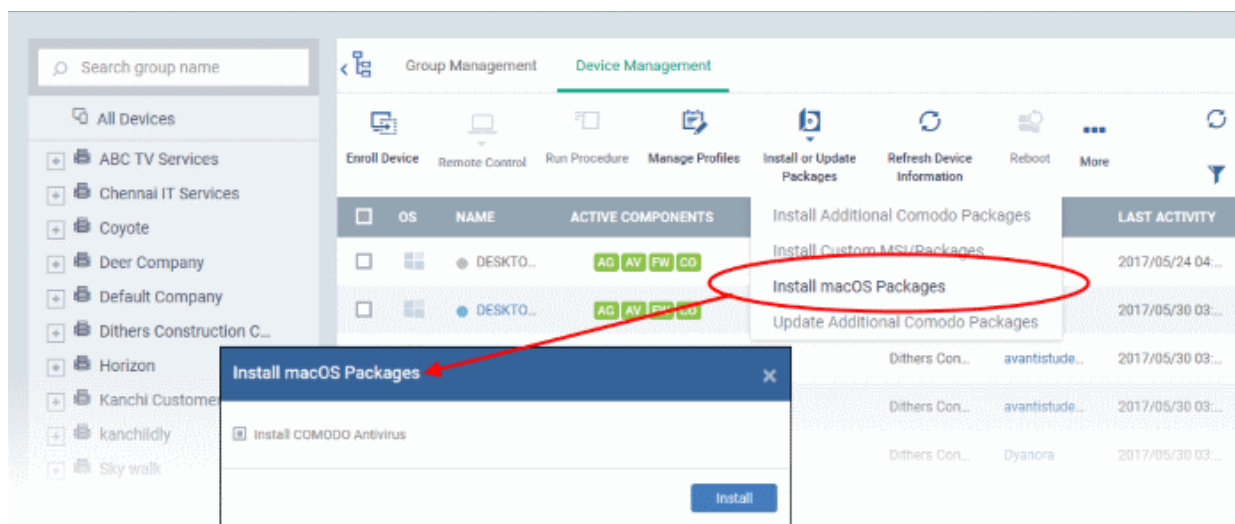 Search group name
Group Management Device Management
All Devices
ABC TV Services
Chennai IT Services
Coyote
Deer Company
Default Company
Dithers Construction C...
Horizon
Kanchi Customer
kanchildly
Sky walk
Enroll Device Remote Control Run Procedure Manage Profiles Install or Update Refresh Device Reboot More
Packages Information
OS NAME ACTIVE COMPONENTS LAST ACTIVITY
Install Additional Comodo Packages
Install Custom MSI/Packages
Install macOS Packages
Update Additional Comodo Packages
DESKTO... AG AV FW CO 2017/05/24 04:...
DESKTO... AG AV FW CO 2017/05/30 03:...
Dithers Con... avantistude... 2017/05/30 03:...
Dithers Con... avantistude... 2017/05/30 03:...
Dithers Con... Dyanora 2017/05/30 03:...
Install macOS Packages
Install COMODO Antivirus
Install